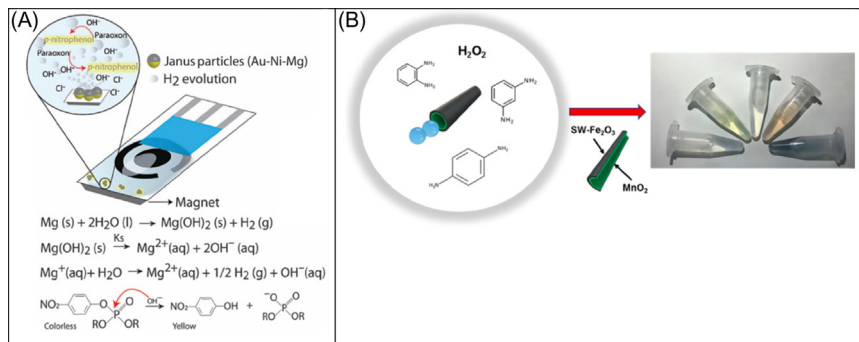 (A)
OH⁻
p-nitrophenol
Paraoxon
OH⁻
Paraoxon
OH⁻
p-nitrophenol
OH⁻ OH⁻
Cl⁻ Cl⁻
Cl⁻ Cl⁻
Janus particles (Au-Ni-Mg)
H2 evolution
Magnet
Mg (s) + 2H₂O (l) → Mg(OH)₂ (s) + H₂ (g)
Ks
Mg(OH)₂ (s) → Mg²⁺(aq) + 2OH⁻ (aq)
Mg⁺(aq) + H₂O → Mg²⁺(aq) + 1/2 H₂ (g) + OH⁻(aq)
NO₂ O P O OH⁻ NO₂ OH + ⁻O P O
RO OR RO OR
Colorless Yellow
(B)
H₂O₂
NH₂
NH₂
NH₂
NH₂
NH₂
H₂N
SW-Fe₂O₃
MnO₂